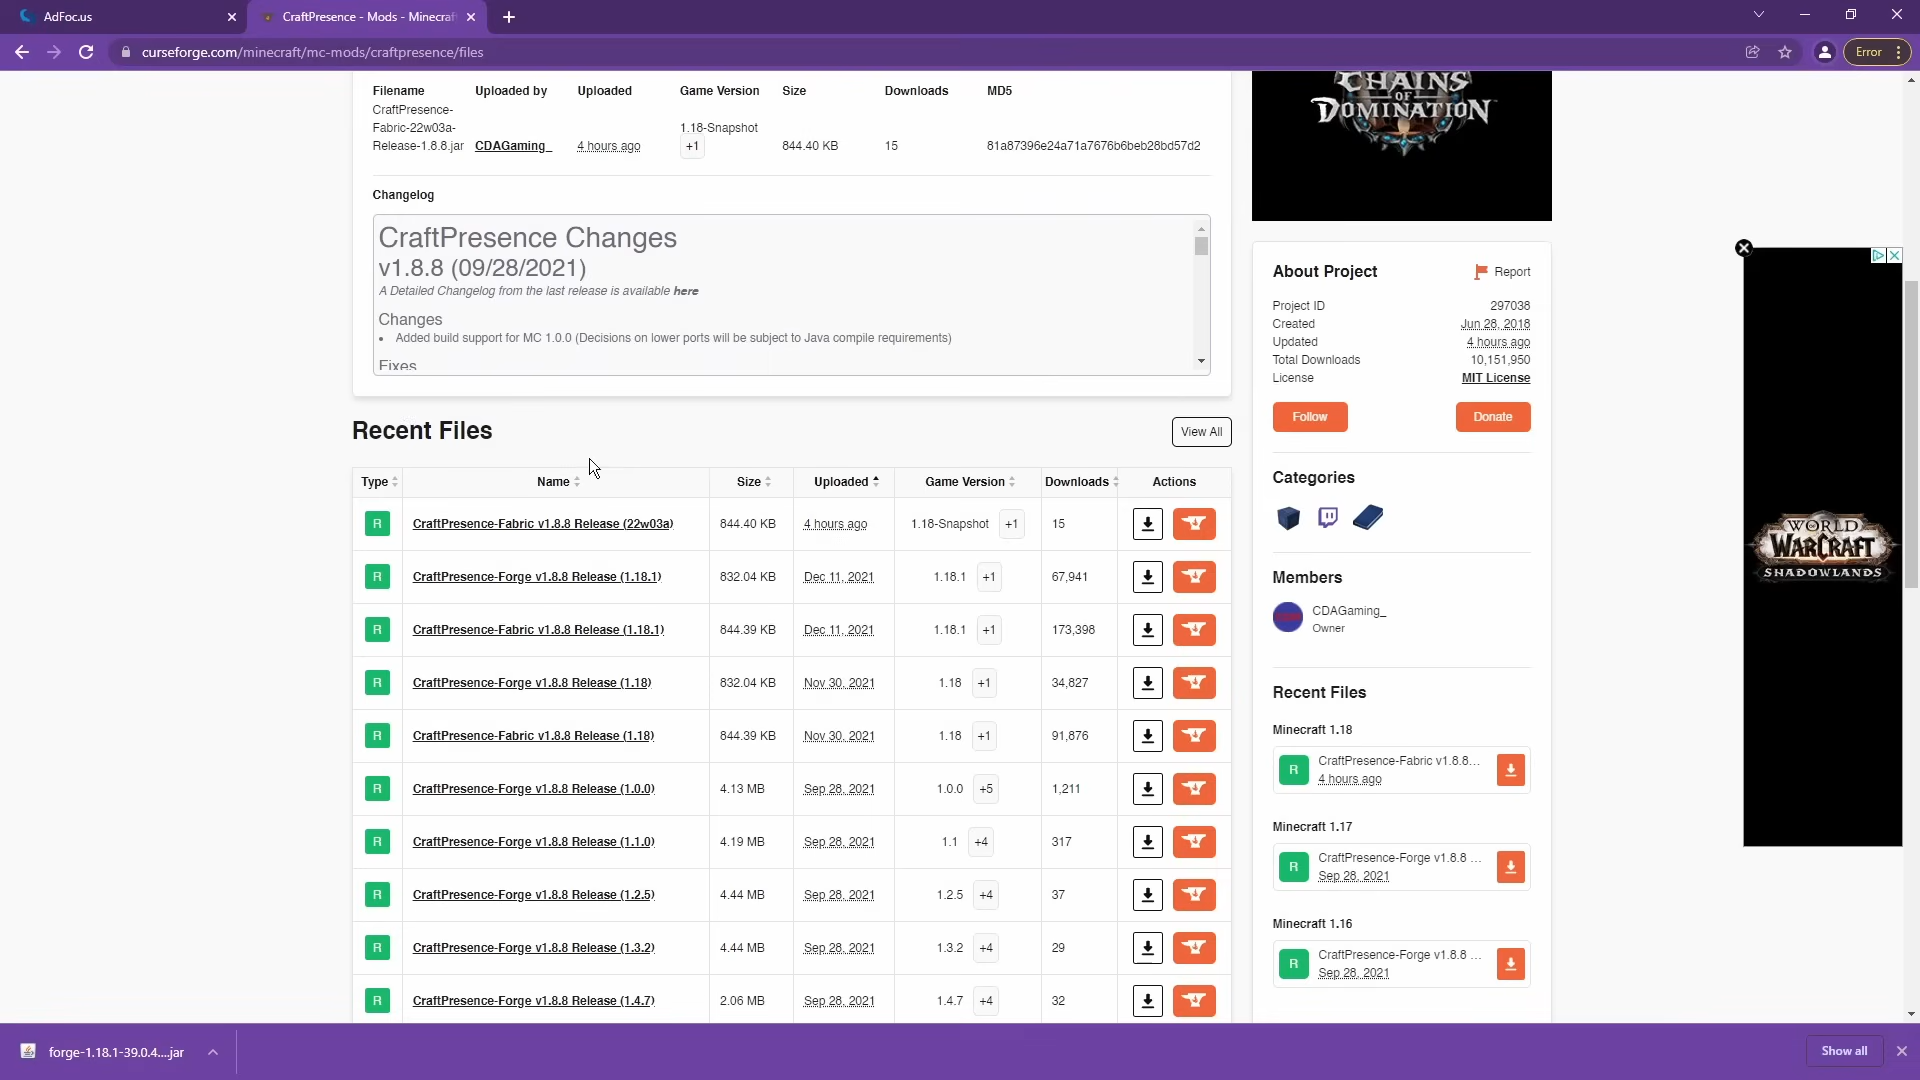 AdFoc.us
CraftPresence - Mods - Minecraf
curseforge.com/minecraft/mc-mods/craftpresence/files
Error
Filename Uploaded by Uploaded Game Version Size Downloads MD5
CraftPresence-
Fabric-22w03a-
Release-1.8.8.jar CDAGaming_ 4 hours ago 1.18-Snapshot +1 844.40 KB 15 81a87396e24a71a7676b6beb28bd57d2
Changelog
CraftPresence Changes
v1.8.8 (09/28/2021)
A Detailed Changelog from the last release is available here
Changes
• Added build support for MC 1.0.0 (Decisions on lower ports will be subject to Java compile requirements)
Fixes
Recent Files
View All
Type Name Size Uploaded Game Version Downloads Actions
R CraftPresence-Fabric v1.8.8 Release (22w03a) 844.40 KB 4 hours ago 1.18-Snapshot +1 15
R CraftPresence-Forge v1.8.8 Release (1.18.1) 832.04 KB Dec 11, 2021 1.18.1 +1 67,941
R CraftPresence-Fabric v1.8.8 Release (1.18.1) 844.39 KB Dec 11, 2021 1.18.1 +1 173,398
R CraftPresence-Forge v1.8.8 Release (1.18) 832.04 KB Nov 30, 2021 1.18 +1 34,827
R CraftPresence-Fabric v1.8.8 Release (1.18) 844.39 KB Nov 30, 2021 1.18 +1 91,876
R CraftPresence-Forge v1.8.8 Release (1.0.0) 4.13 MB Sep 28, 2021 1.0.0 +5 1,211
R CraftPresence-Forge v1.8.8 Release (1.1.0) 4.19 MB Sep 28, 2021 1.1 +4 317
R CraftPresence-Forge v1.8.8 Release (1.2.5) 4.44 MB Sep 28, 2021 1.2.5 +4 37
R CraftPresence-Forge v1.8.8 Release (1.3.2) 4.44 MB Sep 28, 2021 1.3.2 +4 29
R CraftPresence-Forge v1.8.8 Release (1.4.7) 2.06 MB Sep 28, 2021 1.4.7 +4 32
CHAINS
OF
DOMINATION
About Project
Report
Project ID 297038
Created Jun 28, 2018
Updated 4 hours ago
Total Downloads 10,151,950
License MIT License
Follow
Donate
Categories
Members
CDAGaming_
Owner
Recent Files
Minecraft 1.18
R CraftPresence-Fabric v1.8.8...
4 hours ago
Minecraft 1.17
R CraftPresence-Forge v1.8.8 ...
Sep 28, 2021
Minecraft 1.16
R CraftPresence-Forge v1.8.8 ...
Sep 28, 2021
WORLD
OF
WARCRAFT
SHADOWLANDS
forge-1.18.1-39.0.4....jar
Show all